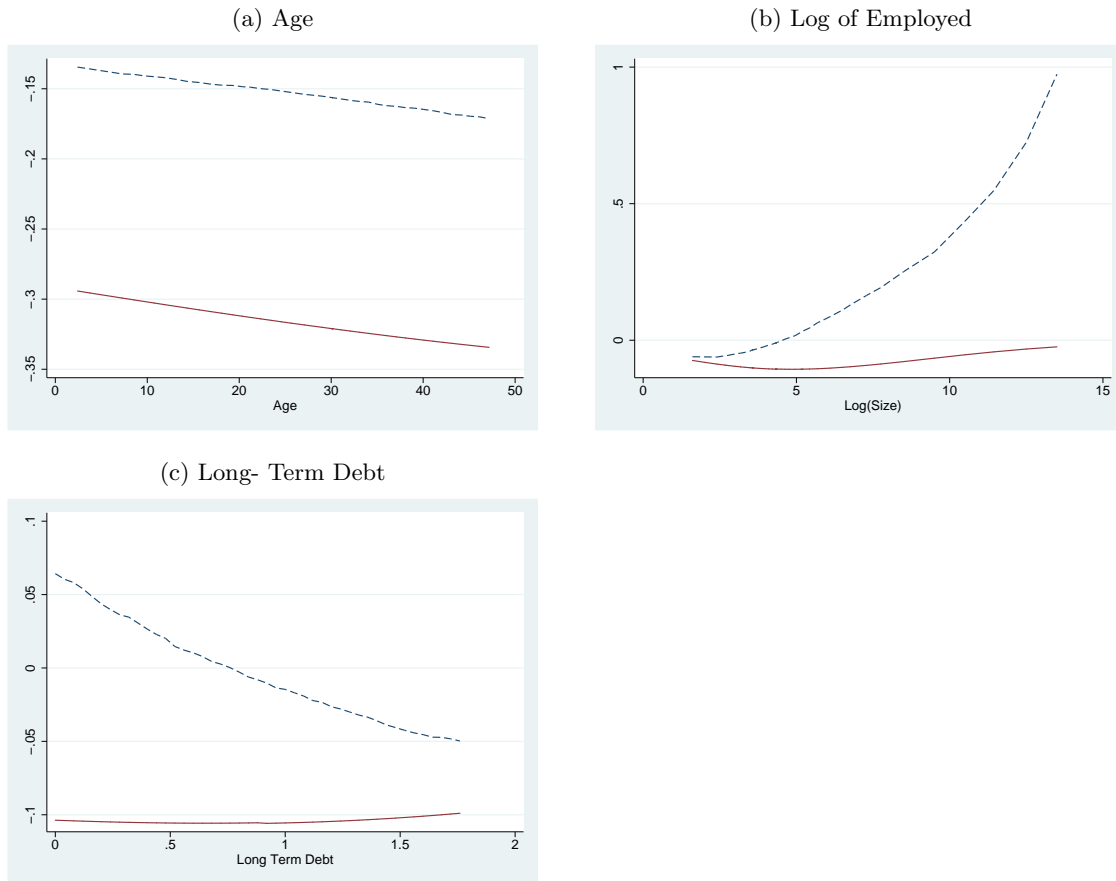 (a) Age
−.15
−.2
−.25
−.3
−.35
0 10 20 30 40 50
Age
(b) Log of Employed
1
.5
0
0 5 10 15
Log(Size)
(c) Long- Term Debt
.1
.05
0
−.05
−.1
0 .5 1 1.5 2
Long Term Debt